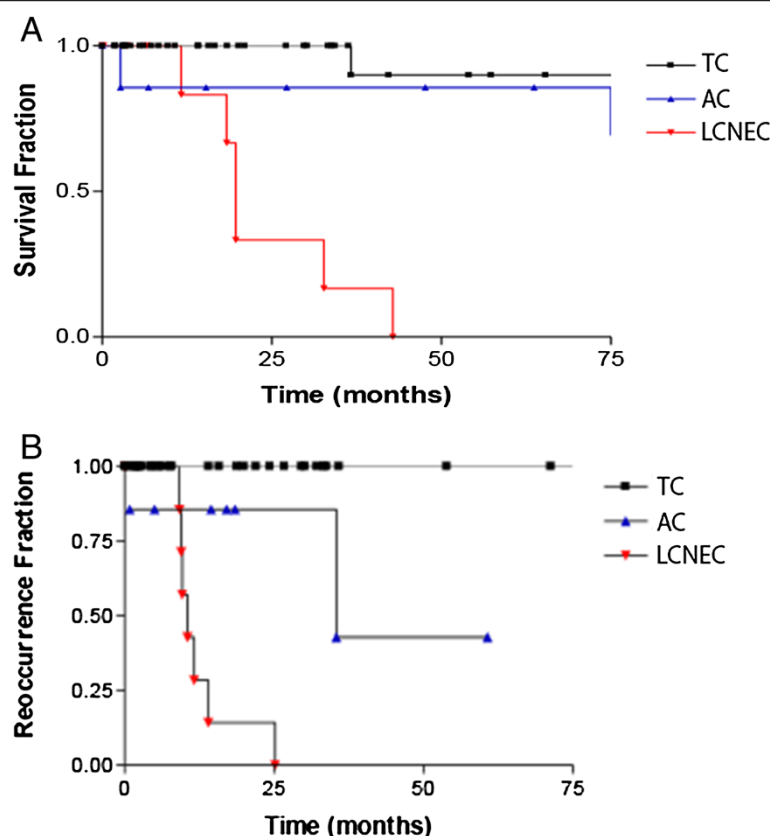 A
1.0
0.5
0.0
Survival Fraction
0
25
50
75
Time (months)
TC
AC
LCNEC
B
1.00
0.75
0.50
0.25
0.00
Reoccurrence Fraction
0
25
50
75
Time (months)
TC
AC
LCNEC